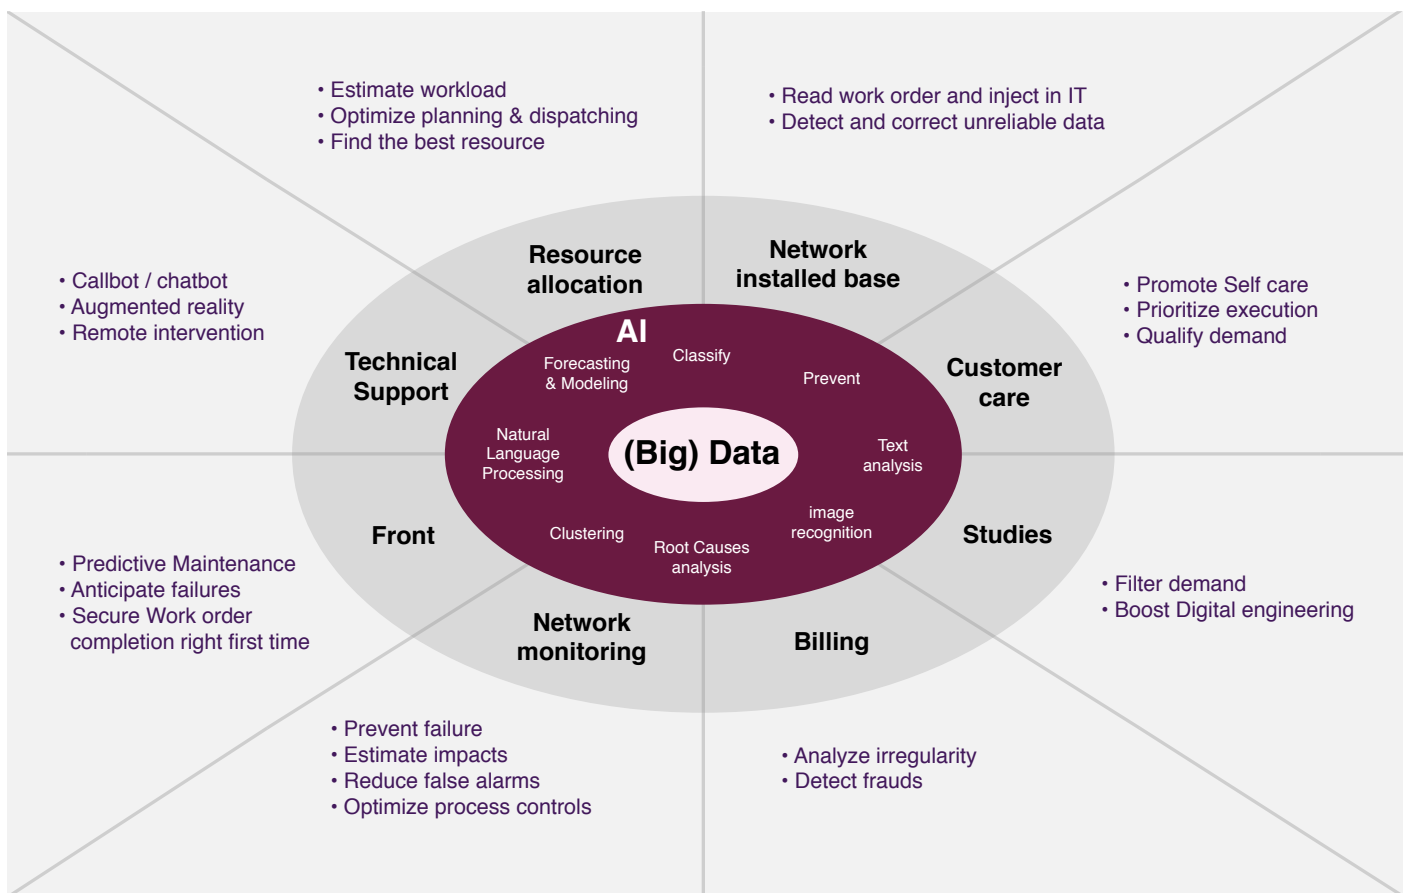 • Estimate workload
• Optimize planning & dispatching
• Find the best resource
• Read work order and inject in IT
• Detect and correct unreliable data
• Callbot / chatbot
• Augmented reality
• Remote intervention
• Promote Self care
• Prioritize execution
• Qualify demand
Resource
allocation
Network
installed base
Technical
Support
Customer
care
AI
Forecasting
& Modeling
Classify
Prevent
Natural
Language
Processing
(Big) Data
Text
analysis
Clustering
Root Causes
analysis
image
recognition
Front
Studies
Network
monitoring
Billing
• Predictive Maintenance
• Anticipate failures
• Secure Work order
completion right first time
• Filter demand
• Boost Digital engineering
• Prevent failure
• Estimate impacts
• Reduce false alarms
• Optimize process controls
• Analyze irregularity
• Detect frauds